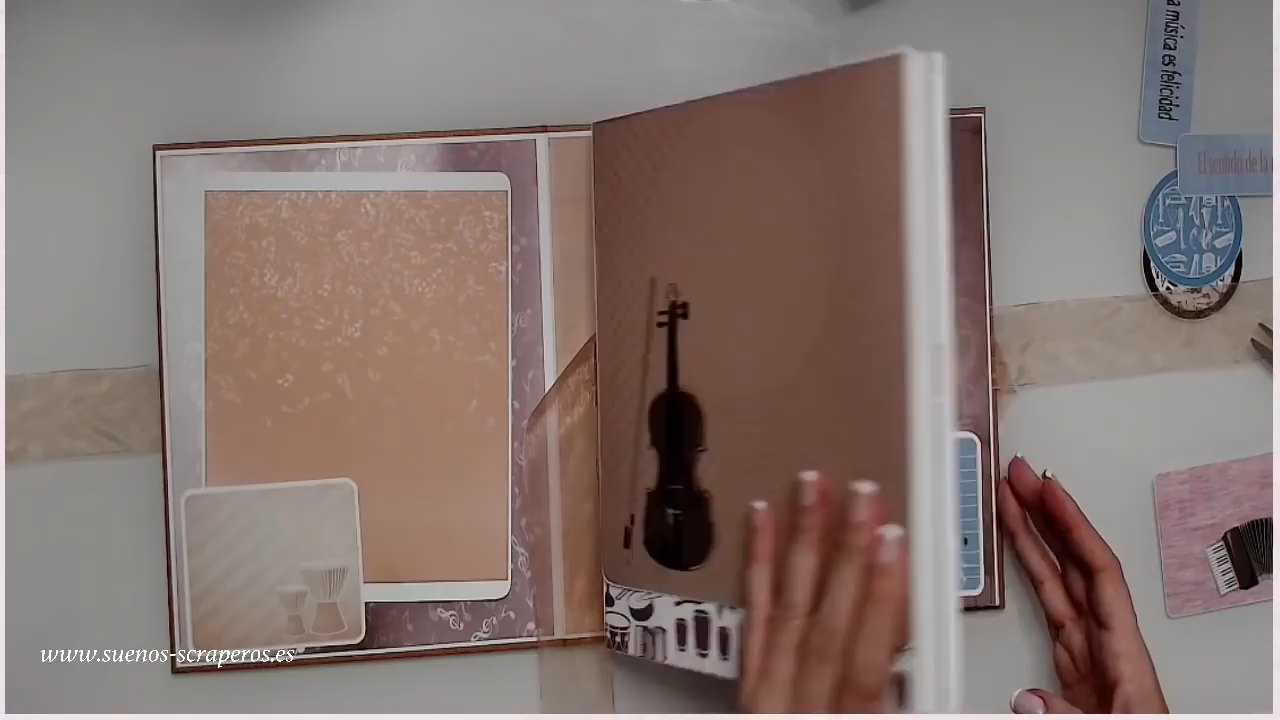 a música es felicidad
El sentido de la
www.suenos-scraperos.es